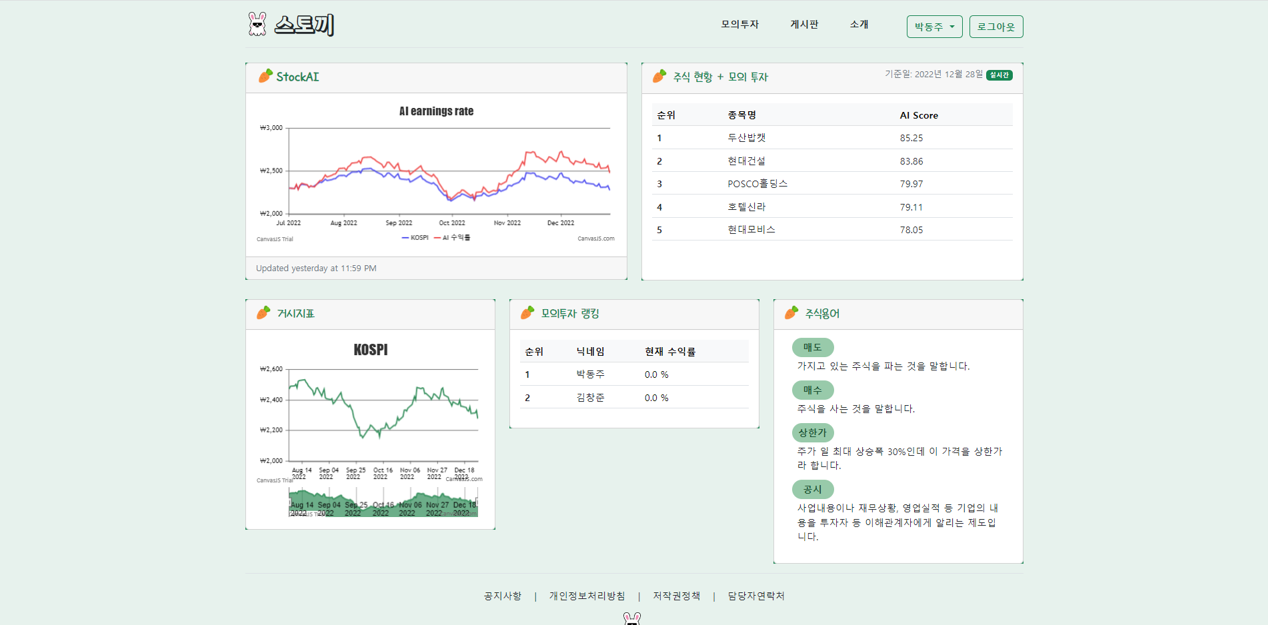 스토끼
모의투자 게시판 소개 박동주 로그아웃
StockAI
AI earnings rate
₩3,000
₩2,500
₩2,000
Jul 2022 Aug 2022 Sep 2022 Oct 2022 Nov 2022 Dec 2022
CanvasJS Trial KOSPI AI 수익률 CanvasJS.com
Updated yesterday at 11:59 PM
주식 현황 + 모의 투자 기준일: 2022년 12월 28일 실시간
순위 종목명 AI Score
1 두산밥캣 85.25
2 현대건설 83.86
3 POSCO홀딩스 79.97
4 호텔신라 79.11
5 현대모비스 78.05
거시지표
KOSPI
₩2,600
₩2,400
₩2,200
₩2,000
Aug 14 Sep 04 Sep 25 Oct 16 Nov 06 Nov 27 Dec 18
2022 2022 2022 2022 2022 2022 2022
CanvasJS Trial CanvasJS.com
Aug 14 Sep 04 Sep 25 Oct 16 Nov 06 Nov 27 Dec 18
2022 2022 2022 2022 2022 2022 2022
모의투자 랭킹
순위 닉네임 현재 수익률
1 박동주 0.0 %
2 김창준 0.0 %
주식용어
매도
가지고 있는 주식을 파는 것을 말합니다.
매수
주식을 사는 것을 말합니다.
상한가
주가 일 최대 상승폭 30%인데 이 가격을 상한가
라 합니다.
공시
사업내용이나 재무상황, 영업실적 등 기업의 내
용을 투자자 등 이해관계자에게 알리는 제도입
니다.
공지사항 | 개인정보처리방침 | 저작권정책 | 담당자연락처